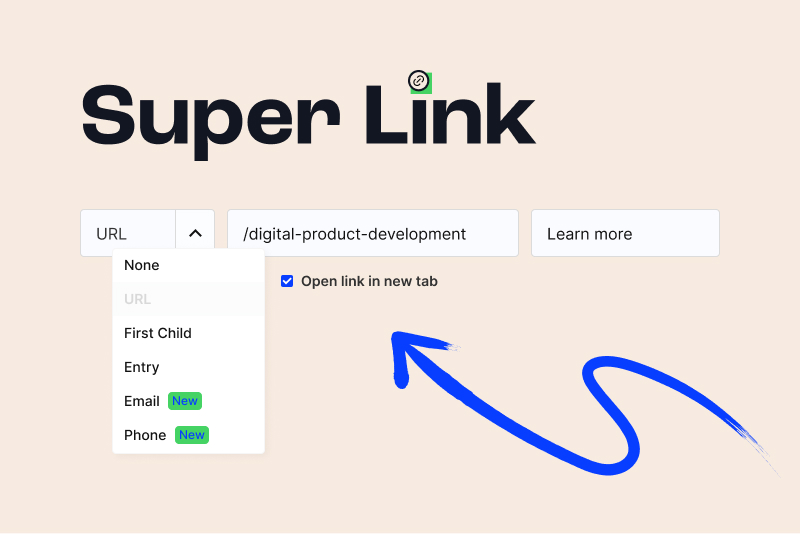 Super Link
URL
/digital-product-development
Learn more
None
URL
Open link in new tab
First Child
Entry
Email New
Phone New